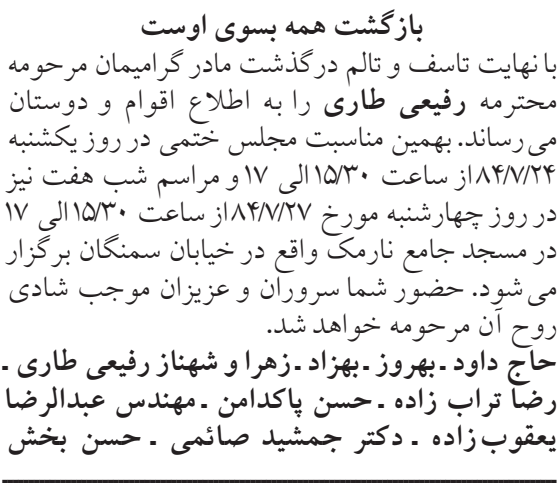 بازگشت همه بسوی اوست
با نهایت تاسف و تالم درگذشت مادر گرامیمان مرحومه
محترمه رفیعی طاری را به اطلاع اقوام و دوستان
می‌رساند. بهمین مناسبت مجلس ختمی در روز یکشنبه
۸۴/۷/۲۴از ساعت ۱۵/۳۰الی ۱۷ و مراسم شب هفت نیز
در روز چهارشنبه مورخ ۸۴/۷/۲۷از ساعت ۱۵/۳۰الی ۱۷
در مسجد جامع نارمک واقع در خیابان سمنگان برگزار
می‌شود. حضور شما سروران و عزیزان موجب شادی
روح آن مرحومه خواهد شد.
حاج داود ـ بهروز ـ بهزاد ـ زهرا و شهناز رفیعی طاری ـ
رضا تراب زاده ـ حسن پاکدامن ـ مهندس عبدالرضا
یعقوب‌زاده ـ دکتر جمشید صائمی ـ حسن بخش